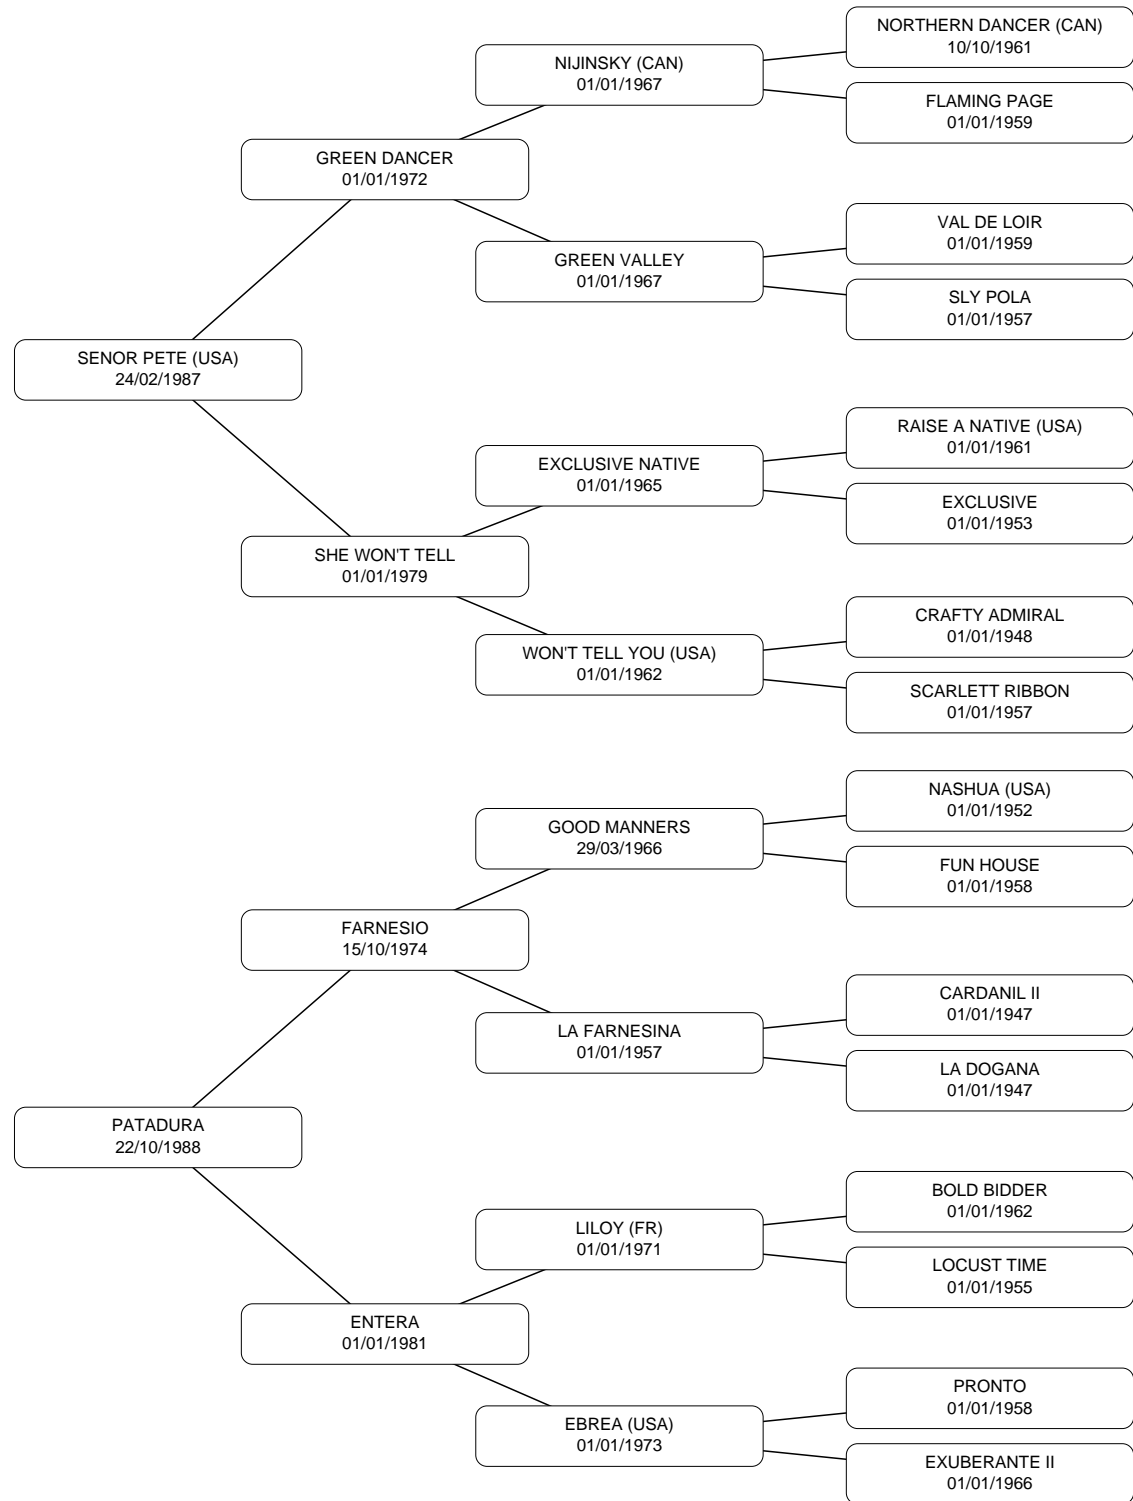 NORTHERN DANCER (CAN)
10/10/1961
NIJINSKY (CAN)
01/01/1967
FLAMING PAGE
01/01/1959
GREEN DANCER
01/01/1972
VAL DE LOIR
01/01/1959
GREEN VALLEY
01/01/1967
SLY POLA
01/01/1957
SENOR PETE (USA)
24/02/1987
RAISE A NATIVE (USA)
01/01/1961
EXCLUSIVE NATIVE
01/01/1965
EXCLUSIVE
01/01/1953
SHE WON'T TELL
01/01/1979
CRAFTY ADMIRAL
01/01/1948
WON'T TELL YOU (USA)
01/01/1962
SCARLETT RIBBON
01/01/1957
NASHUA (USA)
01/01/1952
GOOD MANNERS
29/03/1966
FUN HOUSE
01/01/1958
FARNESIO
15/10/1974
CARDANIL II
01/01/1947
LA FARNESINA
01/01/1957
LA DOGANA
01/01/1947
PATADURA
22/10/1988
BOLD BIDDER
01/01/1962
LILOY (FR)
01/01/1971
LOCUST TIME
01/01/1955
ENTERA
01/01/1981
PRONTO
01/01/1958
EBREA (USA)
01/01/1973
EXUBERANTE II
01/01/1966